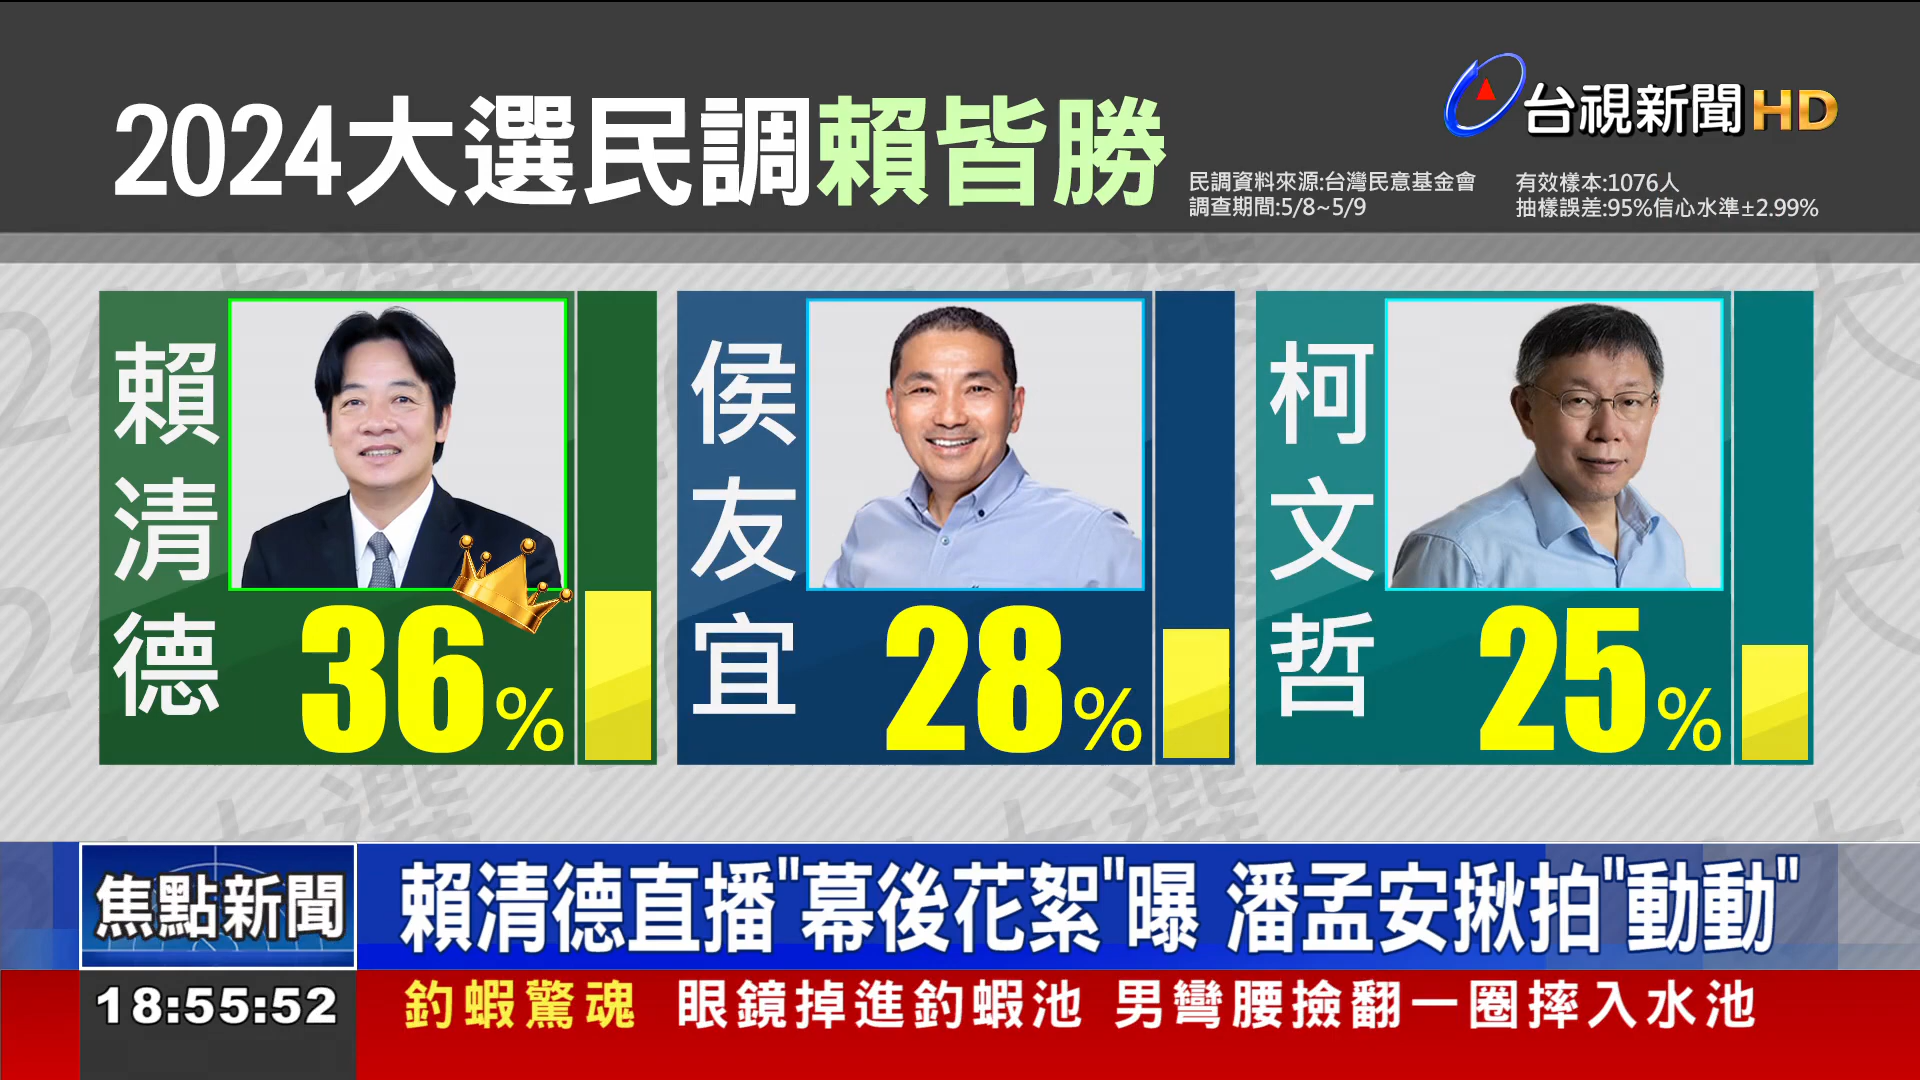 2024大選民調賴皆勝
台視新聞HD
民調資料來源:台灣民意基金會
調查期間:5/8~5/9
有效樣本:1076人
抽樣誤差:95%信心水準±2.99%
賴清德
36%
侯友宜
28%
柯文哲
25%
焦點新聞
賴清德直播"幕後花絮"曝 潘孟安揪拍"動動"
18:55:52
釣蝦驚魂 眼鏡掉進釣蝦池 男彎腰撿翻一圈摔入水池